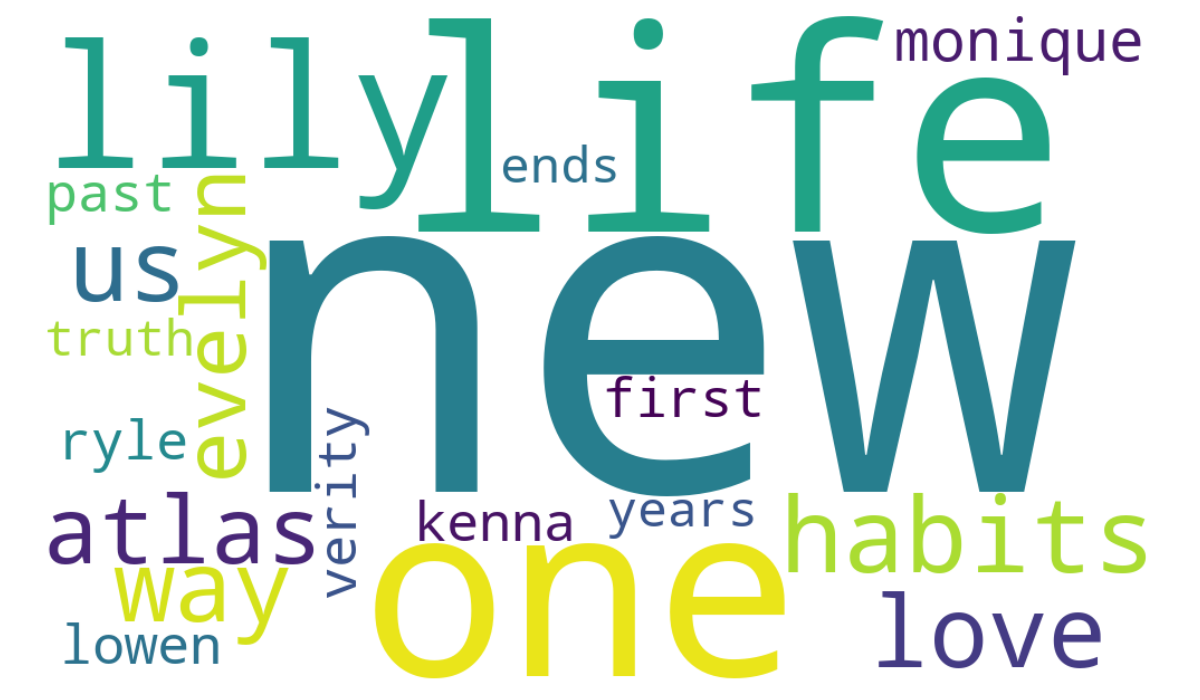 lily
life
monique
ends
past
evelyn
us
new
truth
first
ryle
verity
atlas
kenna
years
habits
way
one
love
lowen